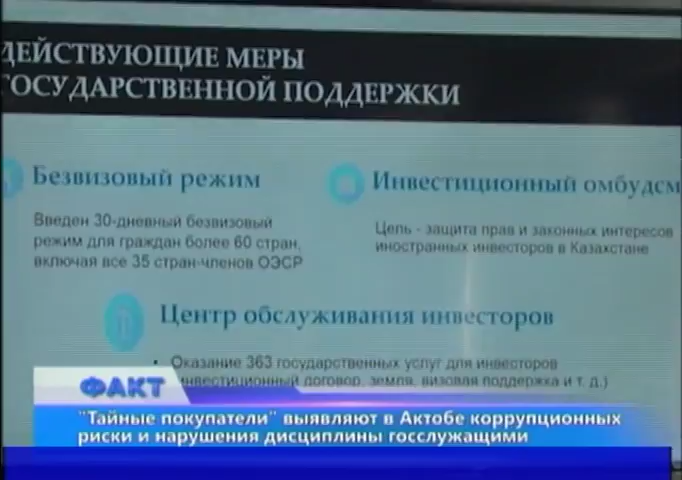 ДЕЙСТВУЮЩИЕ МЕРЫ
ГОСУДАРСТВЕННОЙ ПОДДЕРЖКИ
Безвизовый режим
Введен 30-дневный безвизовый
режим для граждан более 60 стран,
включая все 35 стран-членов ОЭСР
Инвестиционный омбудсм
Цель - защита прав и законных интересов
иностранных инвесторов в Казахстане
Центр обслуживания инвесторов
• Оказание 363 государственных услуг для инвесторов
инвестиционный договор, земля, визовая поддержка и т. д.)
ФАКТ
"Тайные покупатели" выявляют в Актобе коррупционных
риски и нарушения дисциплины госслужащими